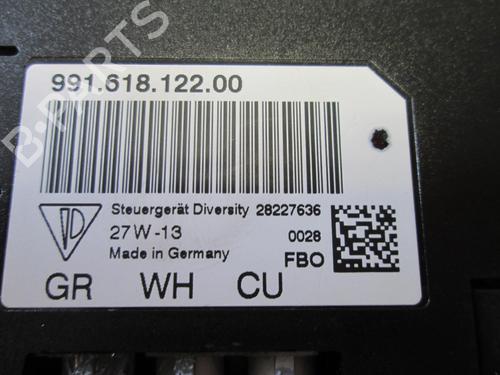 B-PARTS
991.618.122.00
Steuergerät Diversity 28227636
27W-13 0028
Made in Germany FBO
GR WH CU